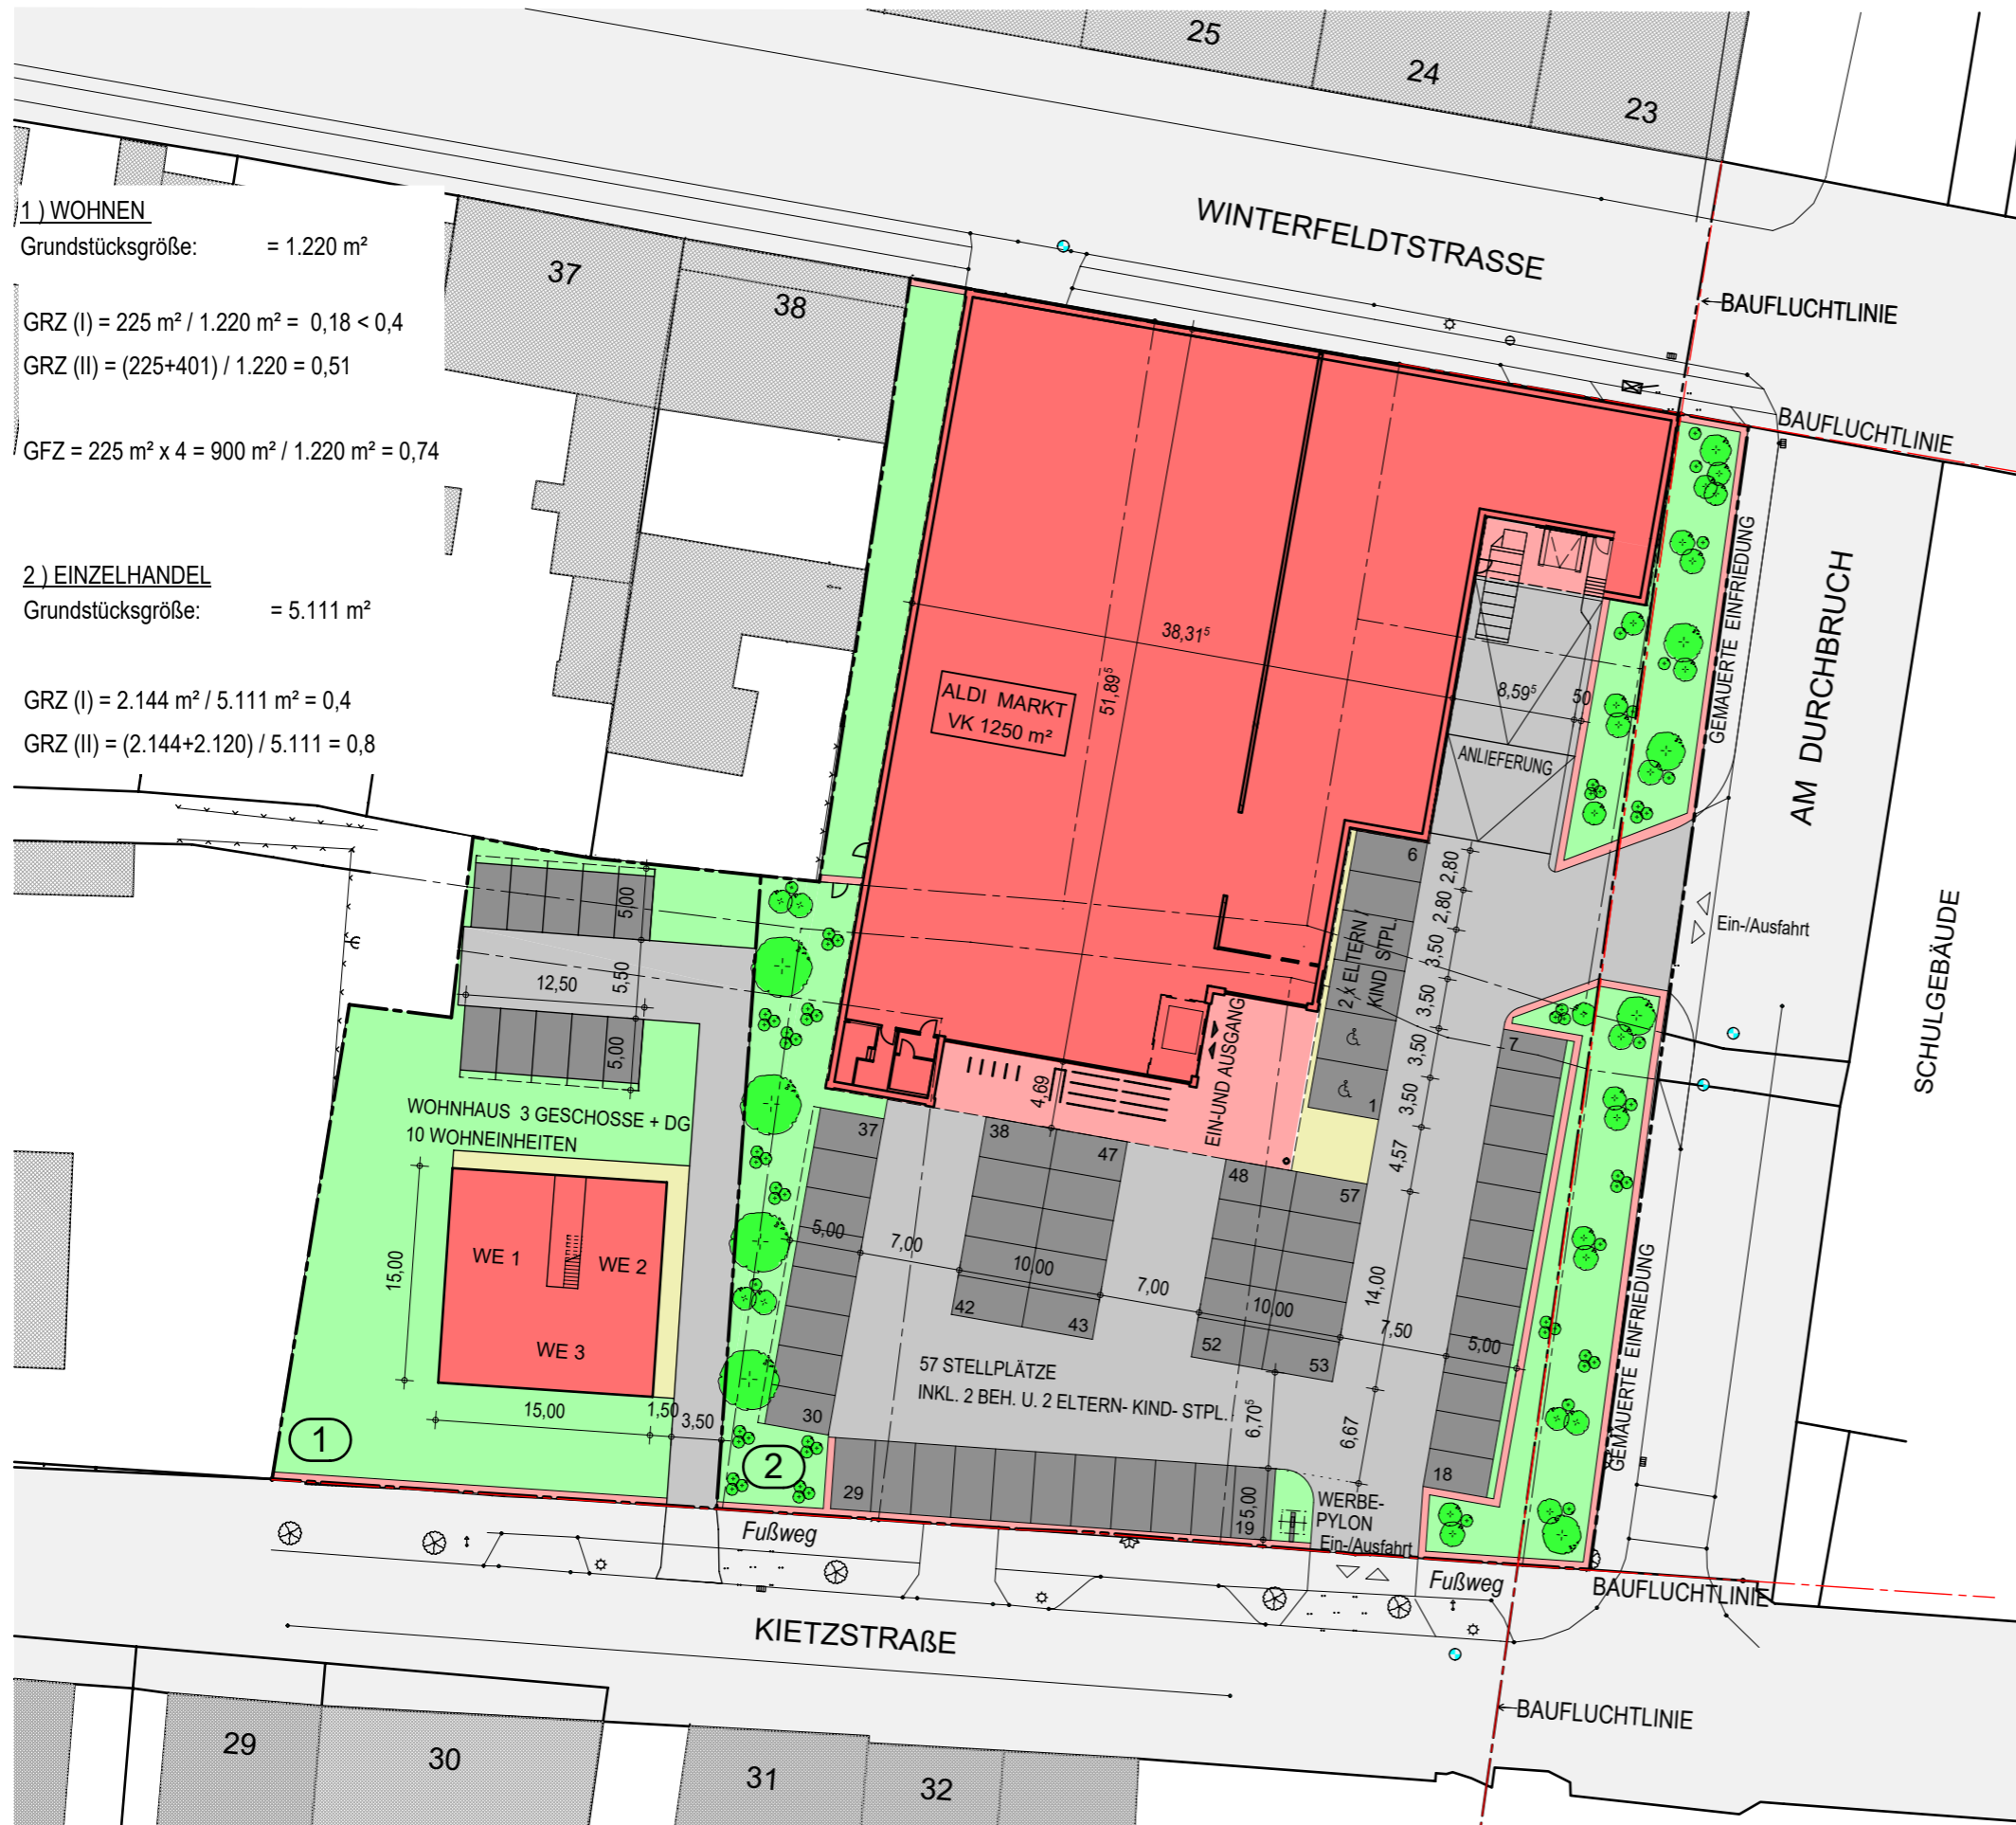 25
24
23
WINTERFELDTSTRASSE
BAUFLUCHTLINIE
BAUFLUCHTLINIE
1 ) WOHNEN
Grundstücksgröße: = 1.220 m²
GRZ (I) = 225 m² / 1.220 m² = 0,18 < 0,4
GRZ (II) = (225+401) / 1.220 = 0,51
GFZ = 225 m² x 4 = 900 m² / 1.220 m² = 0,74
2 ) EINZELHANDEL
Grundstücksgröße: = 5.111 m²
GRZ (I) = 2.144 m² / 5.111 m² = 0,4
GRZ (II) = (2.144+2.120) / 5.111 = 0,8
37
38
38,31⁵
51,89⁵
ALDI MARKT
VK 1250 m²
8,59⁵
50
ANLIEFERUNG
GEMAUERTE EINFRIEDUNG
AM DURCHBRUCH
SCHULGEBÄUDE
Ein-/Ausfahrt
6
2,80
2,80
3,50
3,50
3,50
3,50
4,57
14,00
6,67
2 x ELTERN /
KIND STPL.
1
7
EIN-UND AUSGANG
4,69
5,00
12,50
5,50
5,00
WOHNHAUS 3 GESCHOSSE + DG
10 WOHNEINHEITEN
15,00
WE 1
WE 2
WE 3
15,00
1,50
3,50
1
2
37
38
47
48
57
5,00
7,00
10,00
7,00
10,00
7,50
5,00
42
43
52
53
57 STELLPLÄTZE
INKL. 2 BEH. U. 2 ELTERN- KIND- STPL.
6,70⁵
30
29
19
5,00
18
GEMAUERTE EINFRIEDUNG
WERBE-
PYLON
Ein-/Ausfahrt
Fußweg
Fußweg
BAUFLUCHTLINIE
KIETZSTRAßE
BAUFLUCHTLINIE
29
30
31
32